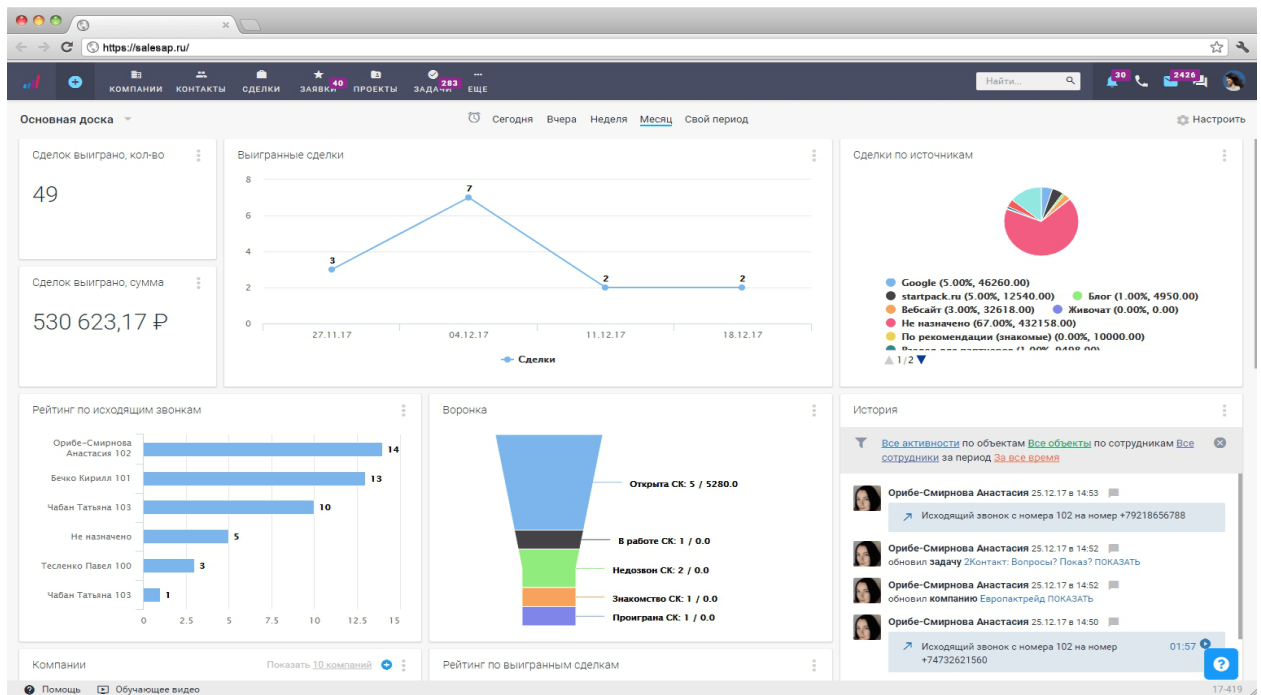 https://salesap.ru/
КОМПАНИИ КОНТАКТЫ СДЕЛКИ ЗАЯВКИ 40 ПРОЕКТЫ ЗАДАЧИ 283 ЕЩЕ
Найти...
30 2426
Основная доска
Сегодня Вчера Неделя Месяц Свой период
Настроить
Сделок выиграно, кол-во
49
Сделок выиграно, сумма
530 623,17 ₽
Выигранные сделки
8
6
4
2
0
3 7 2 2
27.11.17 04.12.17 11.12.17 18.12.17
Сделки
Сделки по источникам
Google (5.00%, 46260.00)
startpack.ru (5.00%, 12540.00) Блог (1.00%, 4950.00)
Вебсайт (3.00%, 32618.00) Живочат (0.00%, 0.00)
Не назначено (67.00%, 432158.00)
По рекомендации (знакомые) (0.00%, 10000.00)
Раздел для партнеров (1.00%, 9498.00)
1/2
Рейтинг по исходящим звонкам
Орибе-Смирнова
Анастасия 102 14
Бечко Кирилл 101 13
Чабан Татьяна 103 10
Не назначено 5
Тесленко Павел 100 3
Чабан Татьяна 103 1
0 2.5 5 7.5 10 12.5 15
Воронка
Открыта СК: 5 / 5280.0
В работе СК: 1 / 0.0
Недозвон СК: 2 / 0.0
Знакомство СК: 1 / 0.0
Проиграна СК: 1 / 0.0
История
Все активности по объектам Все объекты по сотрудникам Все
сотрудники за период За все время
Орибе-Смирнова Анастасия 25.12.17 в 14:53
Исходящий звонок с номера 102 на номер +79218656788
Орибе-Смирнова Анастасия 25.12.17 в 14:52
обновил задачу 2Контакт: Вопросы? Показ? ПОКАЗАТЬ
Орибе-Смирнова Анастасия 25.12.17 в 14:52
обновил компанию Европактрейд ПОКАЗАТЬ
Орибе-Смирнова Анастасия 25.12.17 в 14:50
Исходящий звонок с номера 102 на номер 01:57
+74732621560
Компании
Показать 10 компаний
Рейтинг по выигранным сделкам
Помощь Обучающее видео
17-419